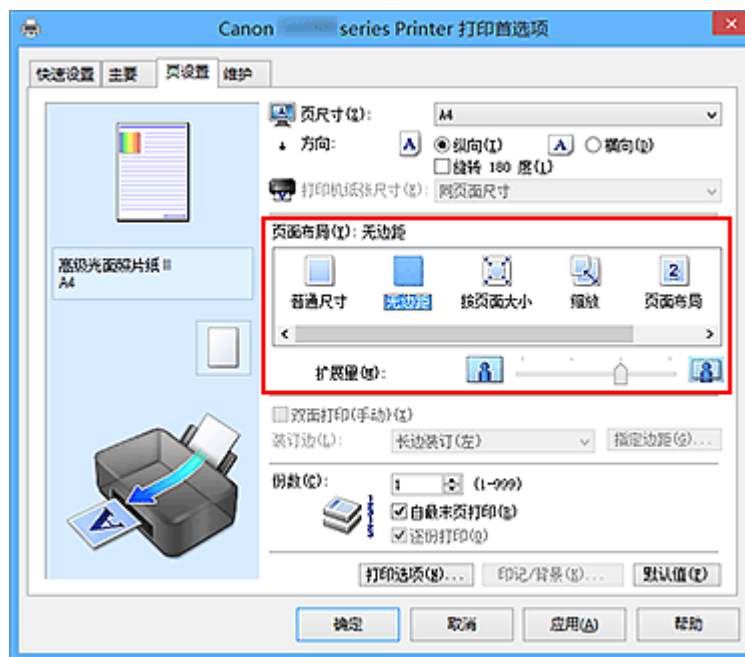 Canon series Printer 打印首选项
快速设置 主要 页设置 维护
页尺寸(Z): A4
方向: A 纵向(T) A 横向(D)
旋转 180 度(L)
打印机纸张尺寸(R): 同页面尺寸
页面布局(Y): 无边距
普通尺寸 无边距 按页面大小 缩放 页面布局
高级光面照片纸 II
A4
扩展量(M):
双面打印(手动)(X)
装订边(L): 长边装订(左) 指定边距(G)...
份数(C): 1 (1-999)
自最末页打印(B)
逐份打印(O)
打印选项(N)... 印记/背景(K)... 默认值(F)
确定 取消 应用(A) 帮助